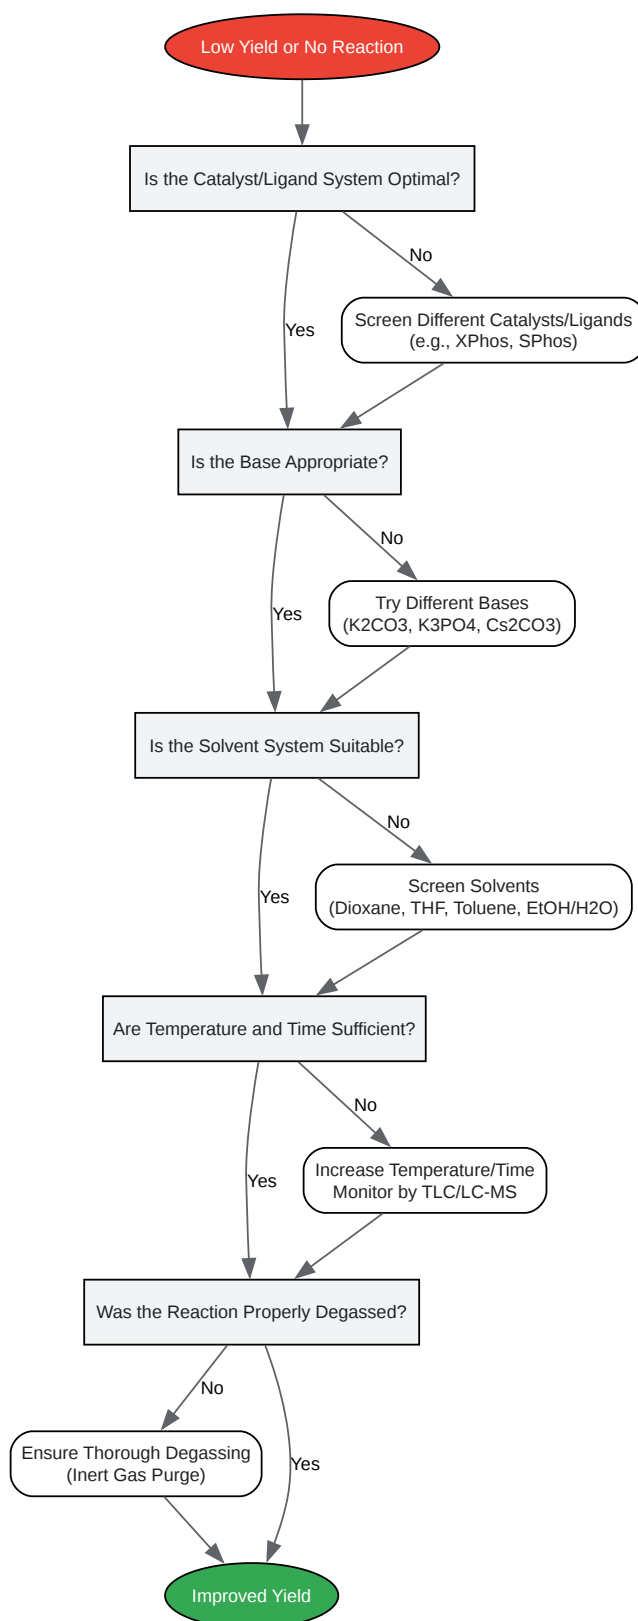 Low Yield or No Reaction
Is the Catalyst/Ligand System Optimal?
No
Screen Different Catalysts/Ligands
(e.g., XPhos, SPhos)
Yes
Is the Base Appropriate?
No
Try Different Bases
(K2CO3, K3PO4, Cs2CO3)
Yes
Is the Solvent System Suitable?
No
Screen Solvents
(Dioxane, THF, Toluene, EtOH/H2O)
Yes
Are Temperature and Time Sufficient?
No
Increase Temperature/Time
Monitor by TLC/LC-MS
Yes
Was the Reaction Properly Degassed?
No
Ensure Thorough Degassing
(Inert Gas Purge)
Yes
Improved Yield